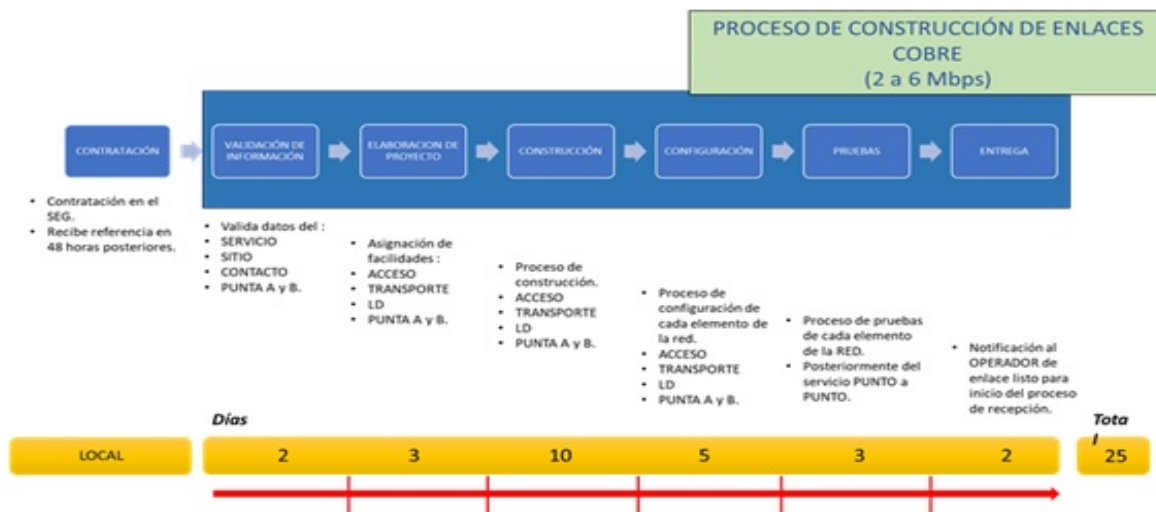 PROCESO DE CONSTRUCCIÓN DE ENLACES
COBRE
(2 a 6 Mbps)
CONTRATACIÓN
VALIDACIÓN DE
INFORMACIÓN
ELABORACION DE
PROYECTO
CONSTRUCCIÓN
CONFIGURACIÓN
PRUEBAS
ENTREGA
• Contratación en el
SEG.
• Recibe referencia en
48 horas posteriores.
• Valida datos del :
• SERVICIO
• SITIO
• CONTACTO
• PUNTA A y B.
• Asignación de
facilidades :
• ACCESO
• TRANSPORTE
• LD
• PUNTA A y B.
• Proceso de
construcción.
• ACCESO
• TRANSPORTE
• LD
• PUNTA A y B.
• Proceso de
configuración de
cada elemento de
la red.
• ACCESO
• TRANSPORTE
• LD
• PUNTA A y B.
• Proceso de pruebas
de cada elemento
de la RED.
• Posteriormente del
servicio PUNTO a
PUNTO.
• Notificación al
OPERADOR de
enlace listo para
inicio del proceso
de recepción.
Días
Tota
l
LOCAL
2
3
10
5
3
2
25